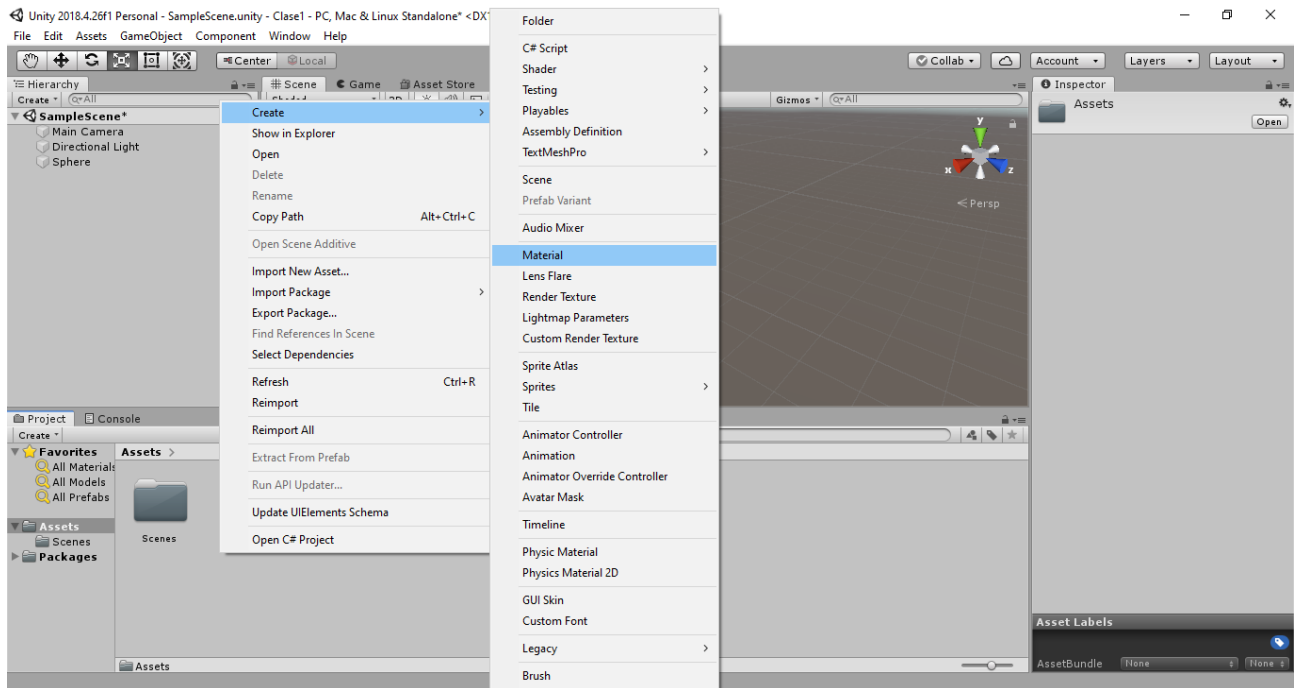 Unity 2018.4.26f1 Personal - SampleScene.unity - Clase1 - PC, Mac & Linux Standalone* <DX
File Edit Assets GameObject Component Window Help
Center Local
Collab
Account
Layers
Layout
Hierarchy
Create
All
SampleScene*
Main Camera
Directional Light
Sphere
Scene
Game
Asset Store
Shaded
2D
Gizmos
All
y
x
z
Persp
Create
Show in Explorer
Open
Delete
Rename
Copy Path Alt+Ctrl+C
Open Scene Additive
Import New Asset...
Import Package
Export Package...
Find References In Scene
Select Dependencies
Refresh Ctrl+R
Reimport
Reimport All
Extract From Prefab
Run API Updater...
Update UIElements Schema
Open C# Project
Folder
C# Script
Shader
Testing
Playables
Assembly Definition
TextMeshPro
Scene
Prefab Variant
Audio Mixer
Material
Lens Flare
Render Texture
Lightmap Parameters
Custom Render Texture
Sprite Atlas
Sprites
Tile
Animator Controller
Animation
Animator Override Controller
Avatar Mask
Timeline
Physic Material
Physics Material 2D
GUI Skin
Custom Font
Legacy
Brush
Inspector
Assets
Open
Project
Console
Create
Favorites
All Materials
All Models
All Prefabs
Assets
Scenes
Packages
Assets >
Scenes
Assets
Asset Labels
AssetBundle None None